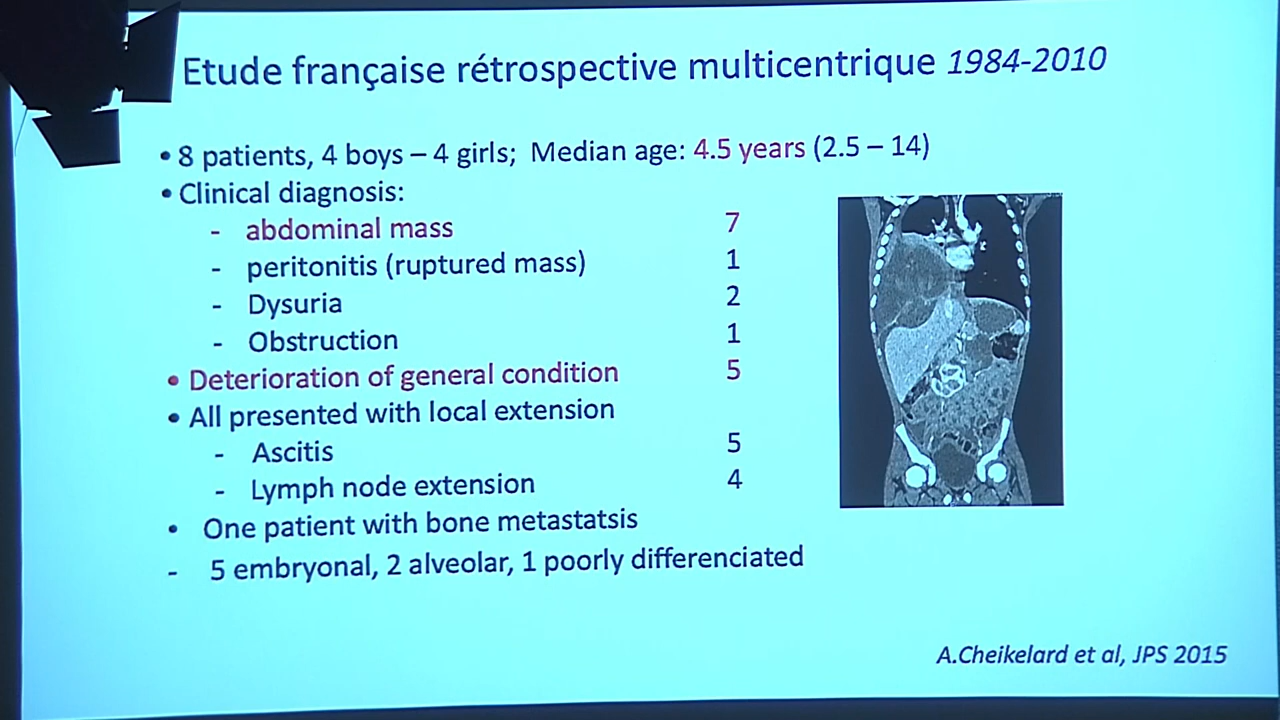 Etude française rétrospective multicentrique 1984-2010
• 8 patients, 4 boys – 4 girls; Median age: 4.5 years (2.5 – 14)
• Clinical diagnosis:
- abdominal mass 7
- peritonitis (ruptured mass) 1
- Dysuria 2
- Obstruction 1
• Deterioration of general condition 5
• All presented with local extension
- Ascitis 5
- Lymph node extension 4
• One patient with bone metastatsis
- 5 embryonal, 2 alveolar, 1 poorly differenciated
A.Cheikelard et al, JPS 2015